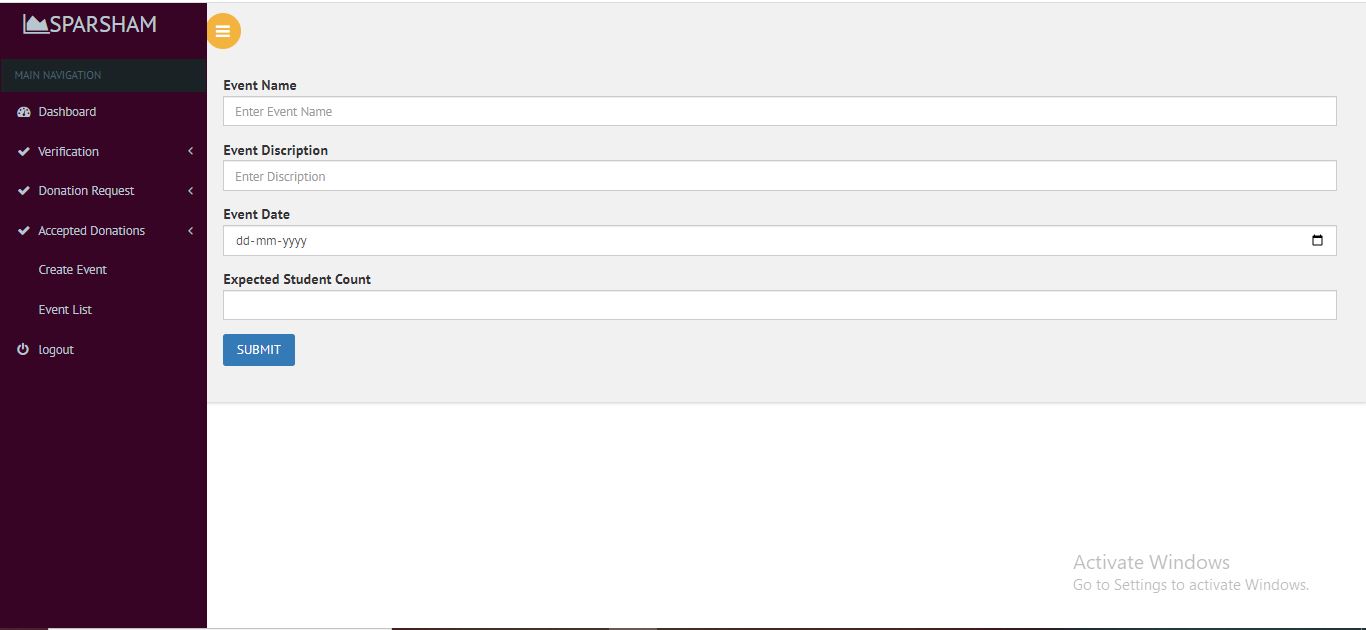 SPARSHAM
MAIN NAVIGATION
Dashboard
Verification
Donation Request
Accepted Donations
Create Event
Event List
logout
Event Name
Enter Event Name
Event Discription
Enter Discription
Event Date
dd-mm-yyyy
Expected Student Count
SUBMIT
Activate Windows
Go to Settings to activate Windows.